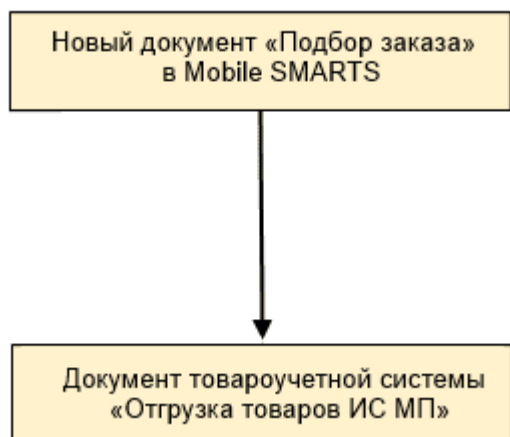 Новый документ «Подбор заказа»
в Mobile SMARTS
Документ товароучетной системы
«Отгрузка товаров ИС МП»